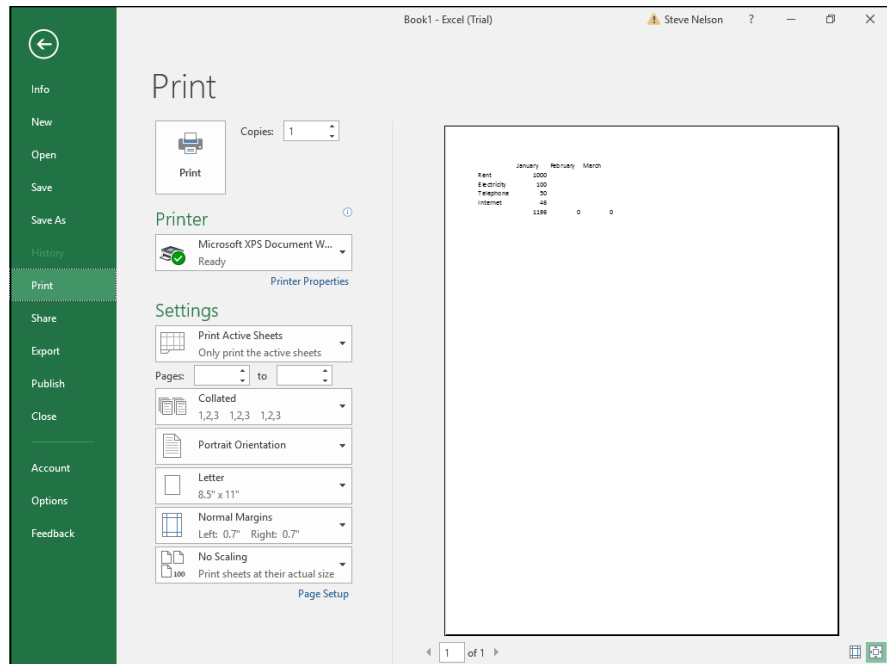 Book1 - Excel (Trial)
Steve Nelson
?
Info
New
Open
Save
Save As
History
Print
Share
Export
Publish
Close
Account
Options
Feedback
Print
Print
Copies: 1
Printer
Microsoft XPS Document W...
Ready
Printer Properties
Settings
Print Active Sheets
Only print the active sheets
Pages: to
Collated
1,2,3 1,2,3 1,2,3
Portrait Orientation
Letter
8.5" x 11"
Normal Margins
Left: 0.7" Right: 0.7"
100
No Scaling
Print sheets at their actual size
Page Setup
January February March
Rent 1000
Electricity 100
Telephone
Internet
0 0
1 of 1